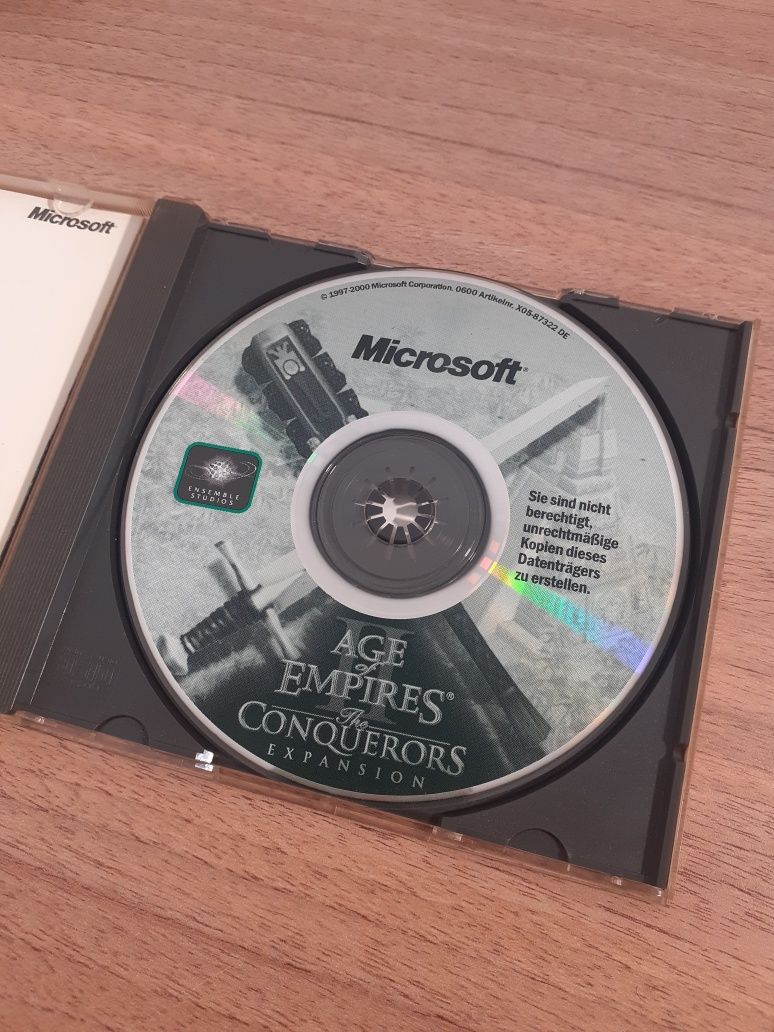 Microsoft
© 1997-2000 Microsoft Corporation. 0600 Artikelnr. X05-87322 DE
Microsoft®
ENSEMBLE
STUDIOS
Sie sind nicht
berechtigt,
unrechtmäßige
Kopien dieses
Datenträgers
zu erstellen.
II
AGE
of
EMPIRES®
The
CONQUERORS
EXPANSION